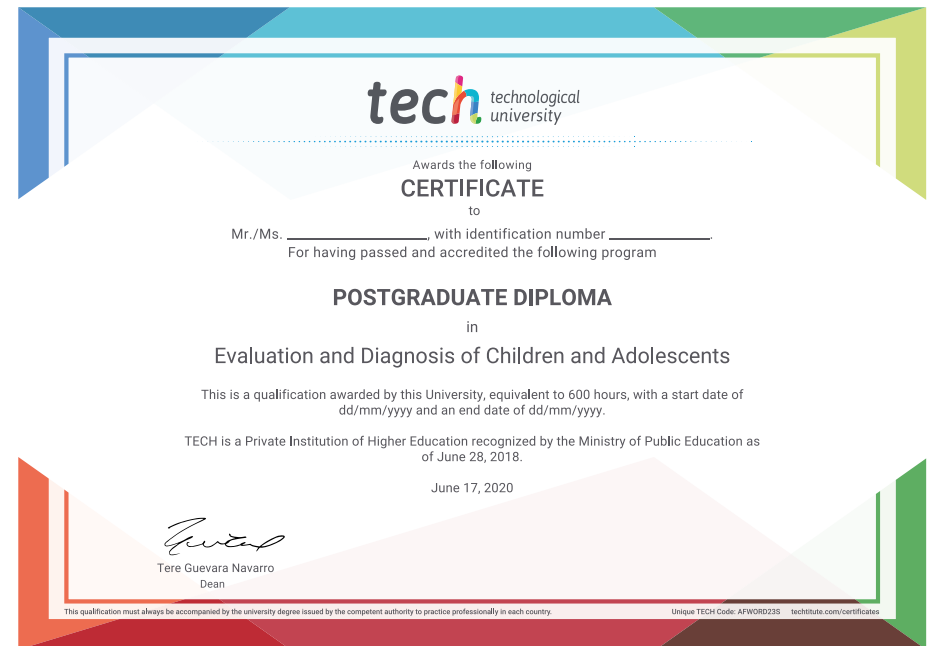 tech technological
university
Awards the following
CERTIFICATE
to
Mr./Ms. ____________________, with identification number ______________.
For having passed and accredited the following program
POSTGRADUATE DIPLOMA
in
Evaluation and Diagnosis of Children and Adolescents
This is a qualification awarded by this University, equivalent to 600 hours, with a start date of
dd/mm/yyyy and an end date of dd/mm/yyyy.
TECH is a Private Institution of Higher Education recognized by the Ministry of Public Education as
of June 28, 2018.
June 17, 2020
Tere Guevara Navarro
Dean
This qualification must always be accompanied by the university degree issued by the competent authority to practice professionally in each country.
Unique TECH Code: AFWORD23S techtitute.com/certificates